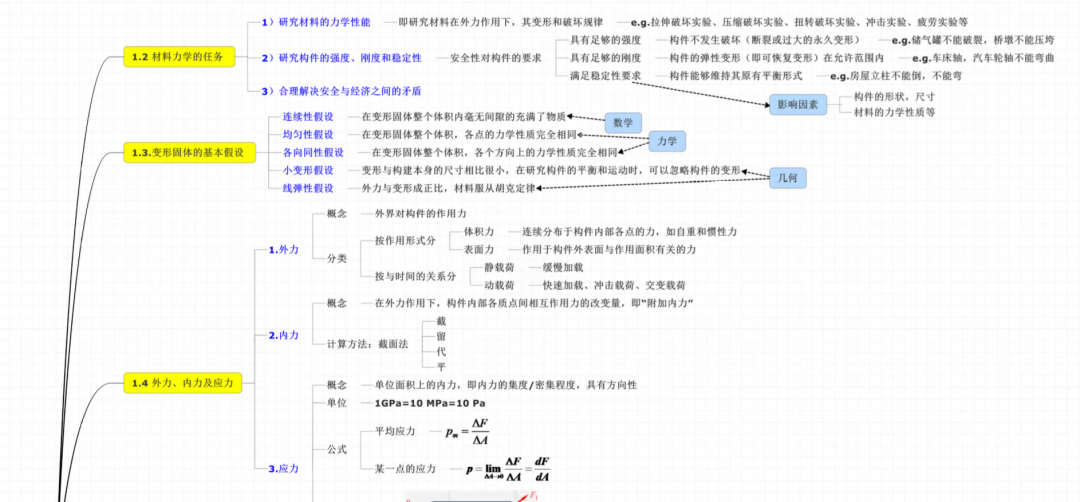 1.2 材料力学的任务
1）研究材料的力学性能
即研究材料在外力作用下，其变形和破坏规律
e.g.拉伸破坏实验、压缩破坏实验、扭转破坏实验、冲击实验、疲劳实验等
2）研究构件的强度、刚度和稳定性
安全性对构件的要求
具有足够的强度
构件不发生破坏（断裂或过大的永久变形）
e.g.储气罐不能破裂，桥墩不能压垮
具有足够的刚度
构件的弹性变形（即可恢复变形）在允许范围内
e.g.车床轴，汽车轮轴不能弯曲
满足稳定性要求
构件能够维持其原有平衡形式
e.g.房屋立柱不能倒，不能弯
影响因素
构件的形状，尺寸
材料的力学性质等
3）合理解决安全与经济之间的矛盾
1.3.变形固体的基本假设
连续性假设
在变形固体整个体积内毫无间隙的充满了物质
数学
均匀性假设
在变形固体整个体积，各点的力学性质完全相同
力学
各向同性假设
在变形固体整个体积，各个方向上的力学性质完全相同
小变形假设
变形与构建本身的尺寸相比很小，在研究构件的平衡和运动时，可以忽略构件的变形
几何
线弹性假设
外力与变形成正比，材料服从胡克定律
1.4 外力、内力及应力
1.外力
概念
外界对构件的作用力
分类
按作用形式分
体积力
连续分布于构件内部各点的力，如自重和惯性力
表面力
作用于构件外表面与作用面积有关的力
按与时间的关系分
静载荷
缓慢加载
动载荷
快速加载、冲击载荷、交变载荷
2.内力
概念
在外力作用下，构件内部各质点间相互作用力的改变量，即“附加内力”
计算方法：截面法
截
留
代
平
3.应力
概念
单位面积上的内力，即内力的集度/密集程度，具有方向性
单位
1GPa=10 MPa=10 Pa
公式
平均应力
p_m = ΔF/ΔA
某一点的应力
p = lim ΔA→0 ΔF/ΔA = dF/dA